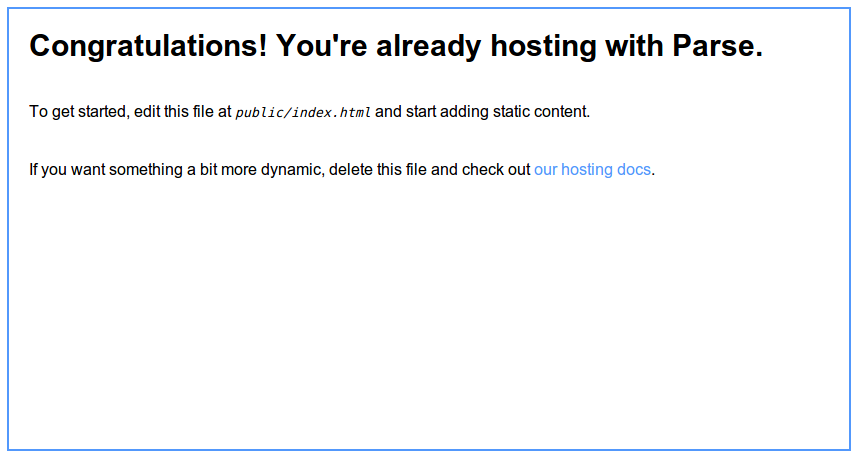 Congratulations! You're already hosting with Parse.
To get started, edit this file at public/index.html and start adding static content.
If you want something a bit more dynamic, delete this file and check out our hosting docs.